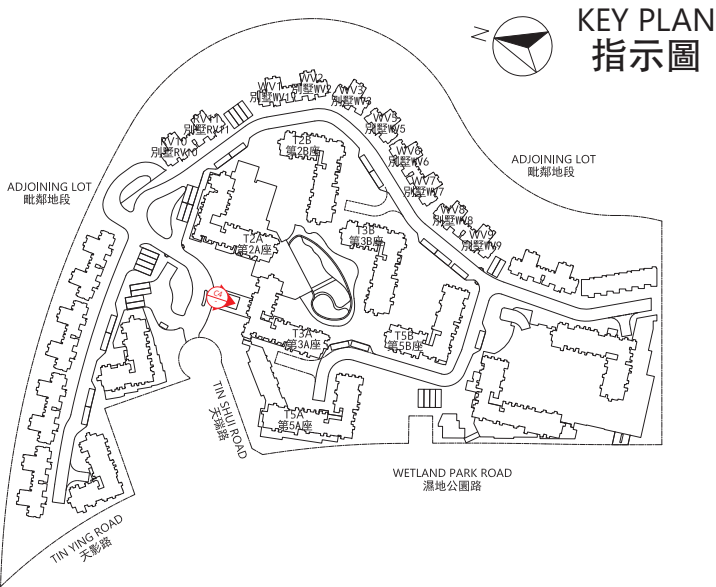 KEY PLAN
指示圖
N
WV1
別墅WV1
WV2
別墅WV2
WV3
別墅WV3
WV5
別墅WV5
WV6
別墅WV6
WV7
別墅WV7
WV8
別墅WV8
WV9
別墅WV9
RV11
別墅RV11
RV10
別墅RV10
T2B
第2B座
ADJOINING LOT
毗鄰地段
ADJOINING LOT
毗鄰地段
T2A
第2A座
T3B
第3B座
C4
T3A
第3A座
T5B
第5B座
T5A
第5A座
TIN SHUI ROAD
天瑞路
WETLAND PARK ROAD
濕地公園路
TIN YING ROAD
天影路